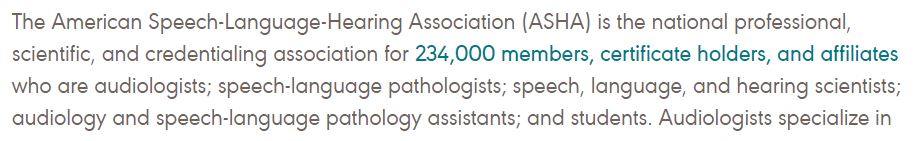 The American Speech-Language-Hearing Association (ASHA) is the national professional,
scientific, and credentialing association for 234,000 members, certificate holders, and affiliates
who are audiologists; speech-language pathologists; speech, language, and hearing scientists;
audiology and speech-language pathology assistants; and students. Audiologists specialize in